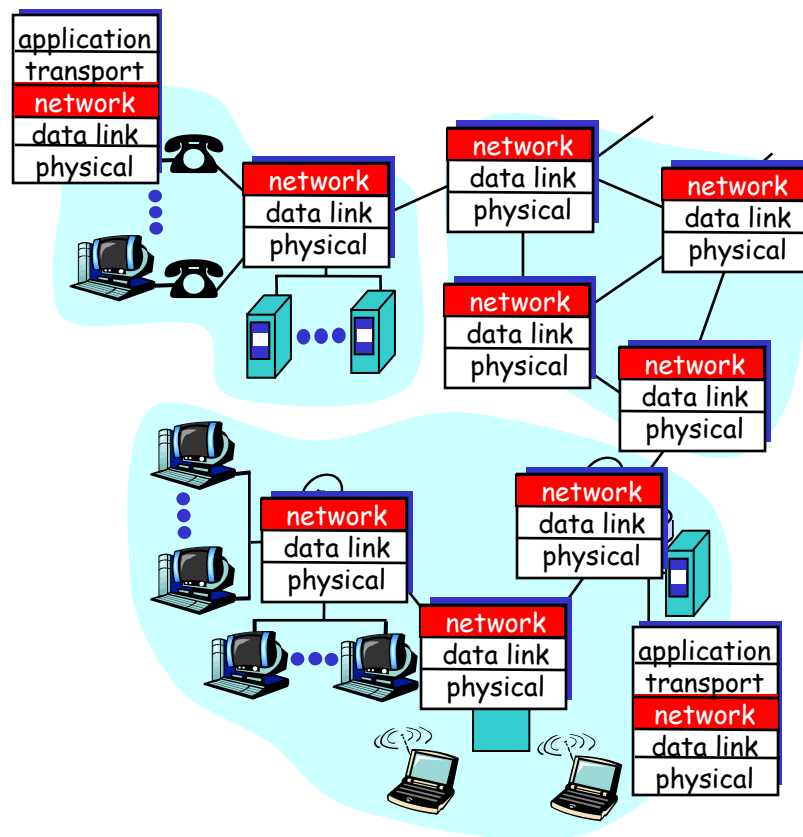 application
transport
network
data link
physical
network
data link
physical
network
data link
physical
network
data link
physical
network
data link
physical
network
data link
physical
network
data link
physical
network
data link
physical
network
data link
physical
application
transport
network
data link
physical